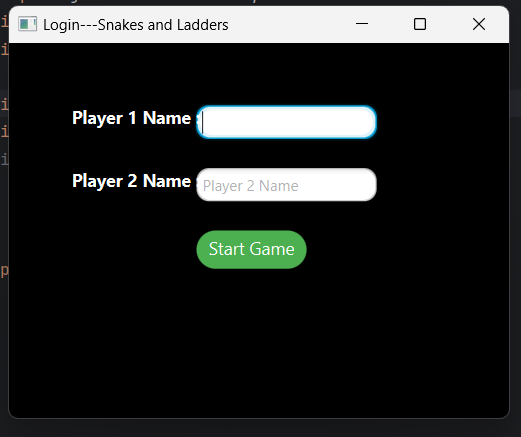 Login---Snakes and Ladders
Player 1 Name :
Player 2 Name :
Player 2 Name
Start Game